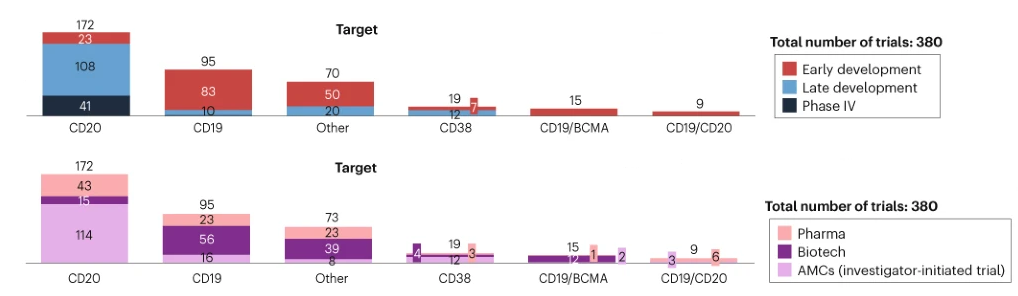 Target
Total number of trials: 380
Early development
Late development
Phase IV
172
23
108
41
CD20
95
83
10
CD19
70
50
20
Other
19
7
12
CD38
15
CD19/BCMA
9
CD19/CD20
Target
Total number of trials: 380
Pharma
Biotech
AMCs (investigator-initiated trial)
172
43
15
114
CD20
95
23
56
16
CD19
73
23
39
8
Other
19
4
3
12
CD38
15
1
12
2
CD19/BCMA
9
3
6
CD19/CD20